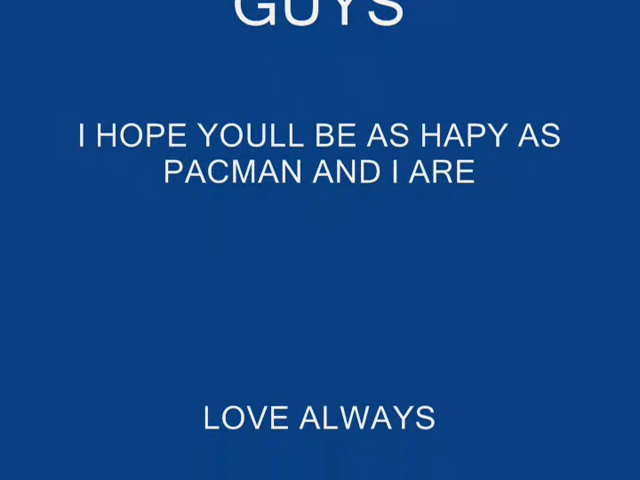 GUYS
I HOPE YOULL BE AS HAPY AS
PACMAN AND I ARE
LOVE ALWAYS